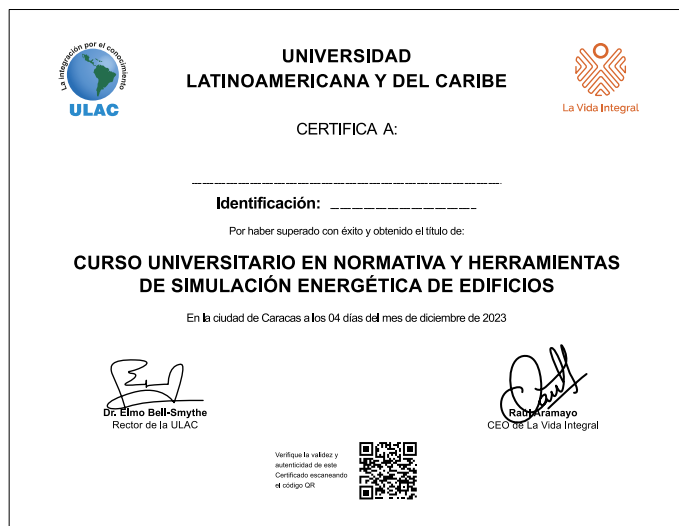 La integración por el conocimiento
ULAC
UNIVERSIDAD
LATINOAMERICANA Y DEL CARIBE
La Vida Integral
CERTIFICA A:
Identificación:
Por haber superado con éxito y obtenido el título de:
CURSO UNIVERSITARIO EN NORMATIVA Y HERRAMIENTAS
DE SIMULACIÓN ENERGÉTICA DE EDIFICIOS
En la ciudad de Caracas a los 04 días del mes de diciembre de 2023
Dr. Elmo Bell-Smythe
Rector de la ULAC
Raúl Aramayo
CEO de La Vida Integral
Verifique la validez y
autenticidad de este
Certificado escaneando
el código QR